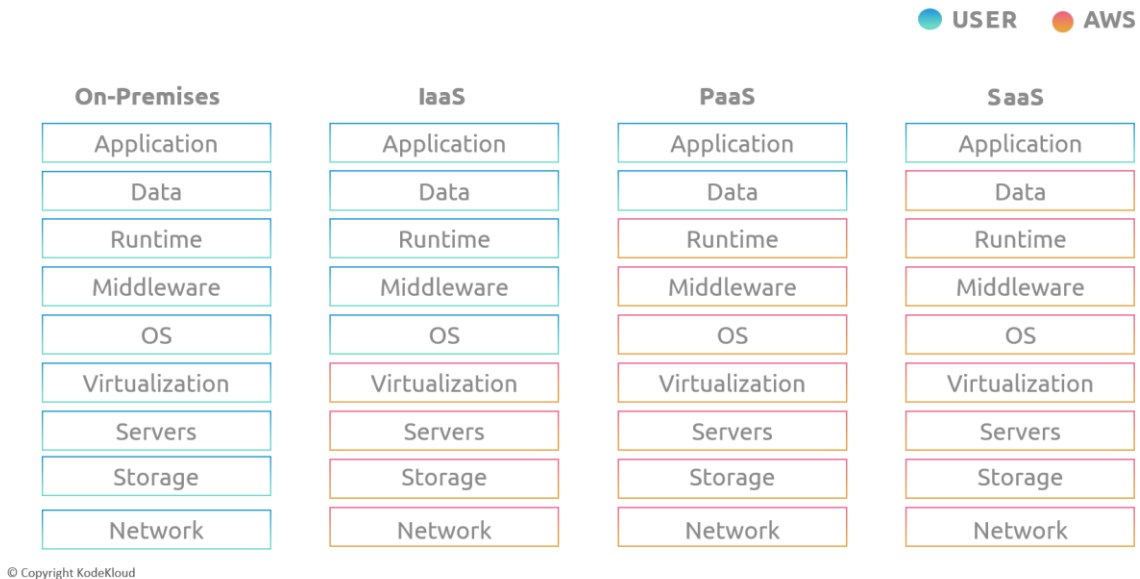 USER AWS
On-Premises IaaS PaaS SaaS
Application Application Application Application
Data Data Data Data
Runtime Runtime Runtime Runtime
Middleware Middleware Middleware Middleware
OS OS OS OS
Virtualization Virtualization Virtualization Virtualization
Servers Servers Servers Servers
Storage Storage Storage Storage
Network Network Network Network
© Copyright KodeKloud